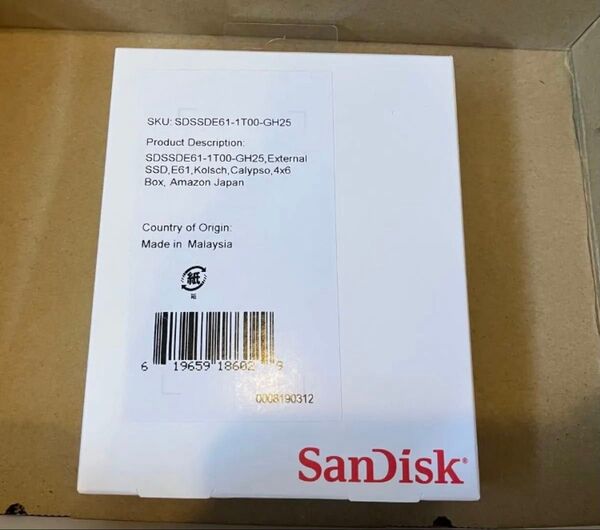 SKU: SDSSDE61-1T00-GH25
Product Description:
SDSSDE61-1T00-GH25,External
SSD,E61,Kolsch,Calypso,4x6
Box, Amazon Japan
Country of Origin:
Made in Malaysia
紙
箱
6 19659 18602 9
0008190312
SanDisk®